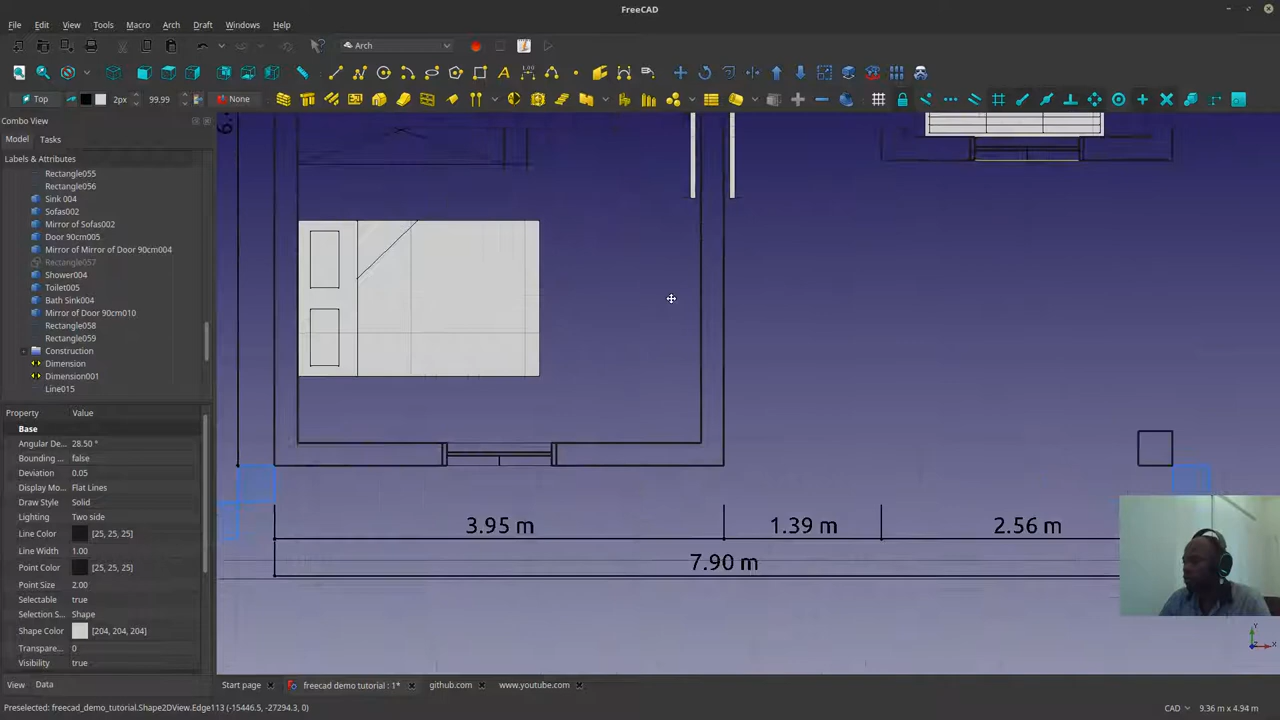 FreeCAD
File Edit View Tools Macro Arch Draft Windows Help
Arch
Top 2px 99.99 None
Combo View
Model Tasks
Labels & Attributes
Rectangle055
Rectangle056
Sink 004
Sofas002
Mirror of Sofas002
Door 90cm005
Mirror of Mirror of Door 90cm004
Rectangle057
Shower004
Toilet005
Bath Sink004
Mirror of Door 90cm010
Rectangle058
Rectangle059
Construction
Dimension
Dimension001
Line015
Property Value
Base
Angular De... 28.50 °
Bounding ... false
Deviation 0.05
Display Mo... Flat Lines
Draw Style Solid
Lighting Two side
Line Color [25, 25, 25]
Line Width 1.00
Point Color [25, 25, 25]
Point Size 2.00
Selectable true
Selection S... Shape
Shape Color [204, 204, 204]
Transpare... 0
Visibility true
View Data
3.95 m 1.39 m 2.56 m
7.90 m
Y
X
Start page freecad demo tutorial : 1* github.com www.youtube.com
Preselected: freecad_demo_tutorial.Shape2DView.Edge113 (-15446.5, -27294.3, 0) CAD 9.36 m x 4.94 m